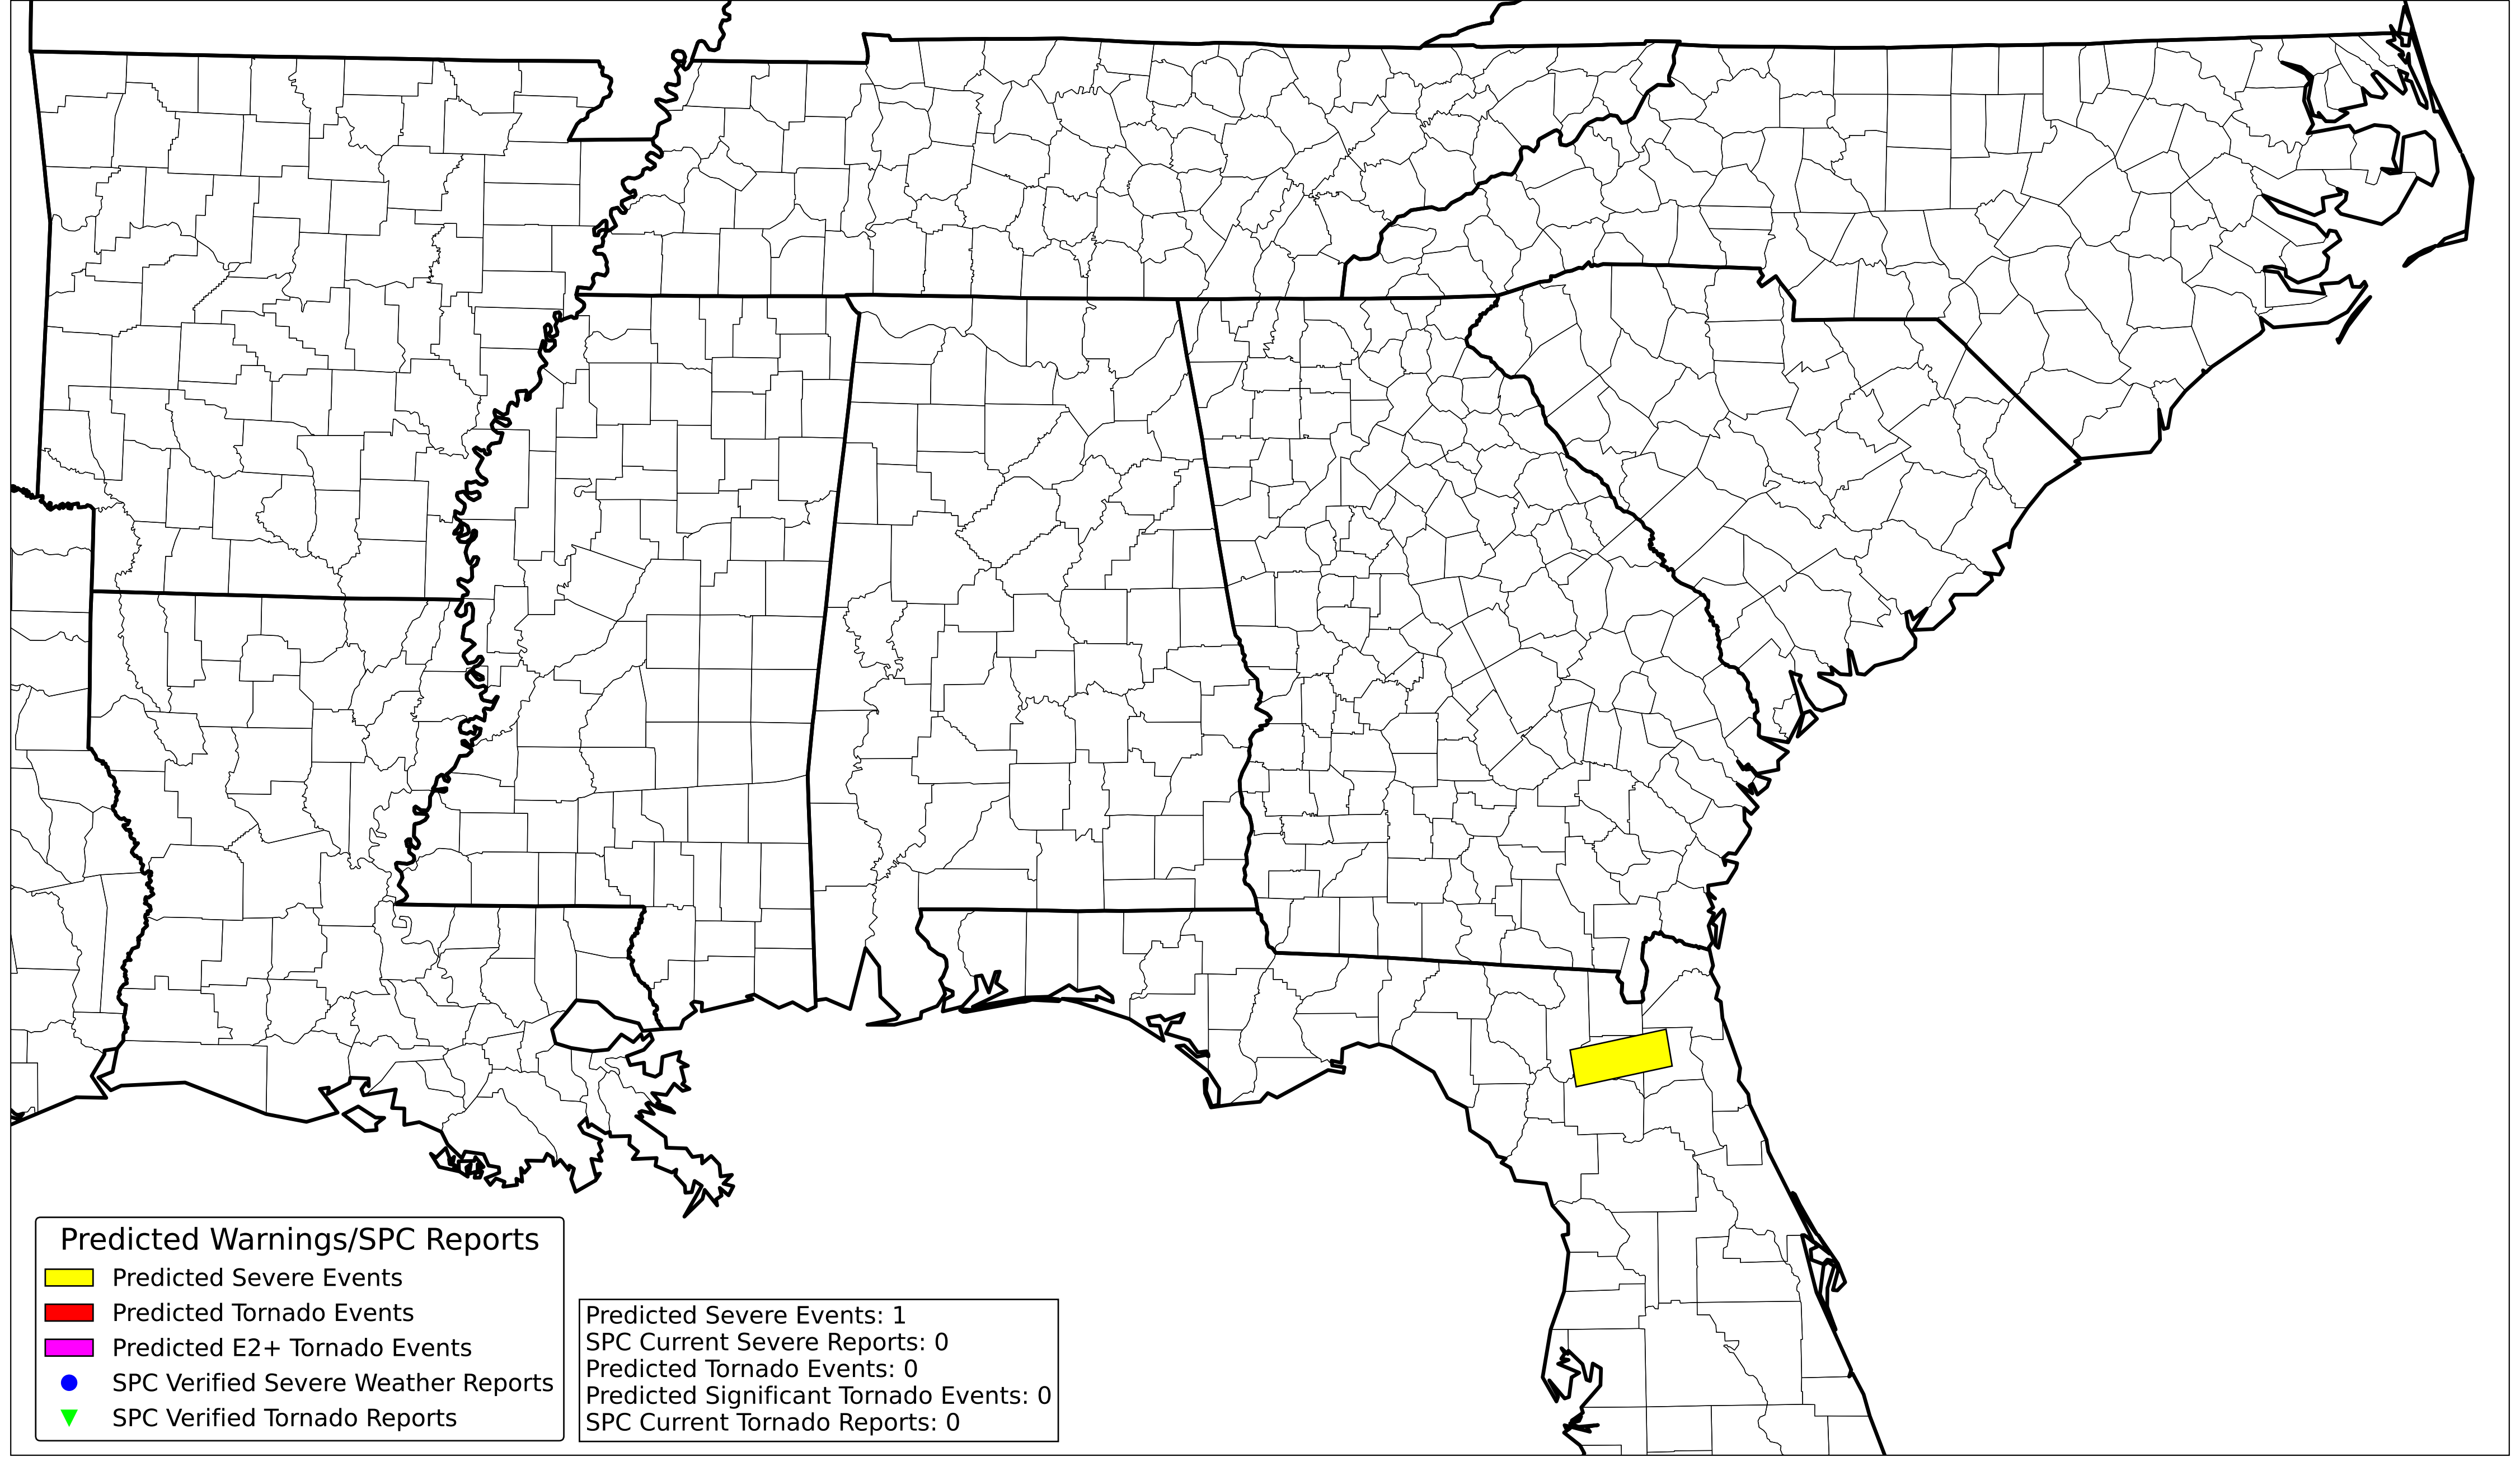 Predicted Warnings/SPC Reports
Predicted Severe Events
Predicted Tornado Events
Predicted E2+ Tornado Events
SPC Verified Severe Weather Reports
SPC Verified Tornado Reports
Predicted Severe Events: 1
SPC Current Severe Reports: 0
Predicted Tornado Events: 0
Predicted Significant Tornado Events: 0
SPC Current Tornado Reports: 0